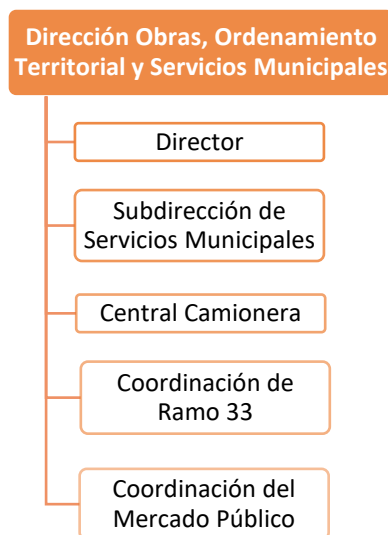 Dirección Obras, Ordenamiento
Territorial y Servicios Municipales
Director
Subdirección de
Servicios Municipales
Central Camionera
Coordinación de
Ramo 33
Coordinación del
Mercado Público